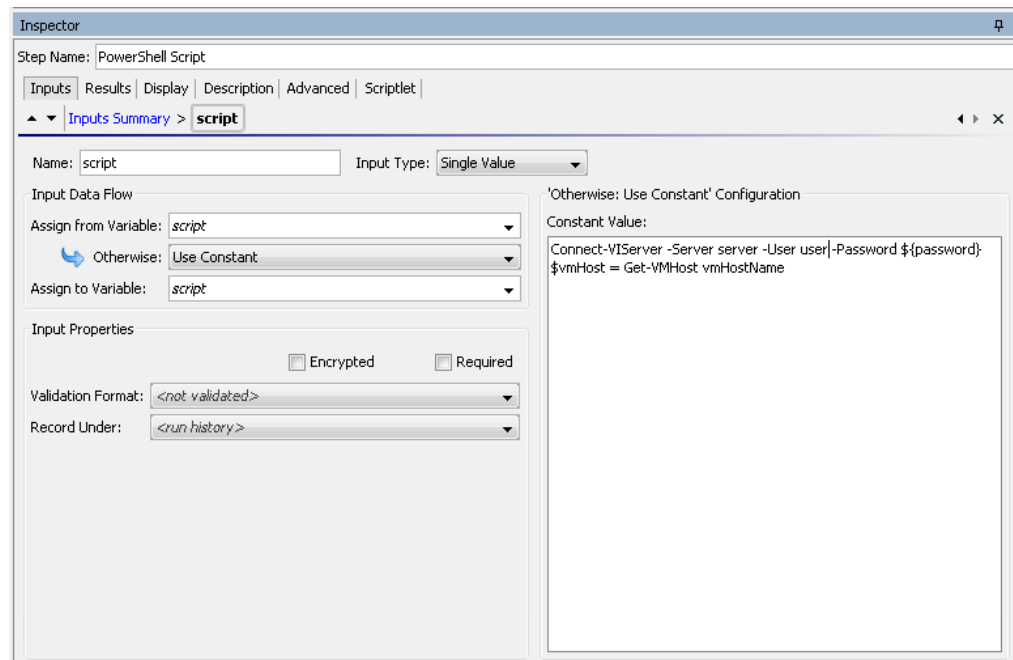 Inspector
Step Name: PowerShell Script
Inputs Results Display Description Advanced Scriptlet
Inputs Summary > script
Name: script Input Type: Single Value
Input Data Flow
Assign from Variable: script
Otherwise: Use Constant
Assign to Variable: script
Input Properties
Encrypted Required
Validation Format: <not validated>
Record Under: <run history>
'Otherwise: Use Constant' Configuration
Constant Value:
Connect-VIServer -Server server -User user -Password ${password}
$vmHost = Get-VMHost vmHostName